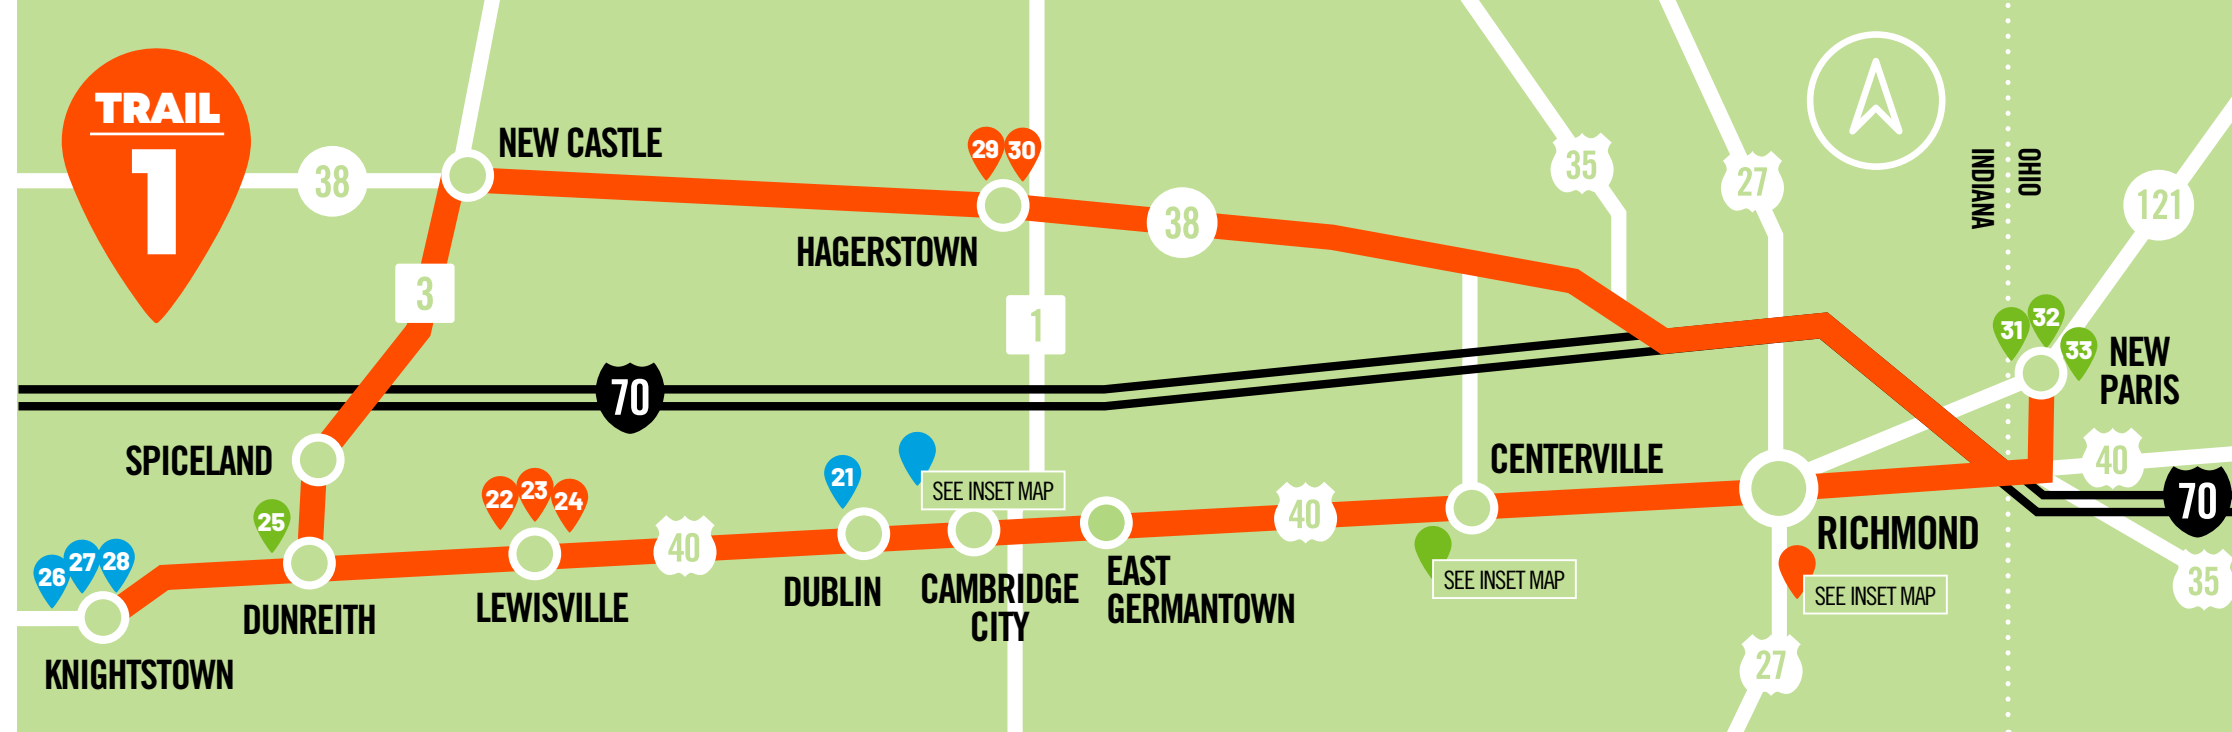 TRAIL
1
38
NEW CASTLE
29
30
HAGERSTOWN
38
35
27
INDIANA
OHIO
121
3
1
70
31
32
33
NEW
PARIS
SPICELAND
21
SEE INSET MAP
CENTERVILLE
40
70
25
22
23
24
40
40
RICHMOND
26
27
28
DUNREITH
LEWISVILLE
DUBLIN
CAMBRIDGE
CITY
EAST
GERMANTOWN
SEE INSET MAP
SEE INSET MAP
35
KNIGHTSTOWN
27